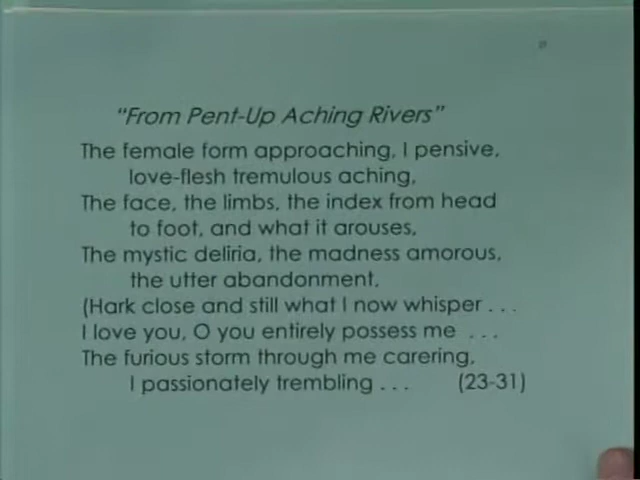 "From Pent-Up Aching Rivers"
The female form approaching, I pensive,
love-flesh tremulous aching,
The face, the limbs, the index from head
to foot, and what it arouses,
The mystic deliria, the madness amorous,
the utter abandonment,
(Hark close and still what I now whisper . . .
I love you, O you entirely possess me . . .
The furious storm through me carering,
I passionately trembling . . . (23-31)